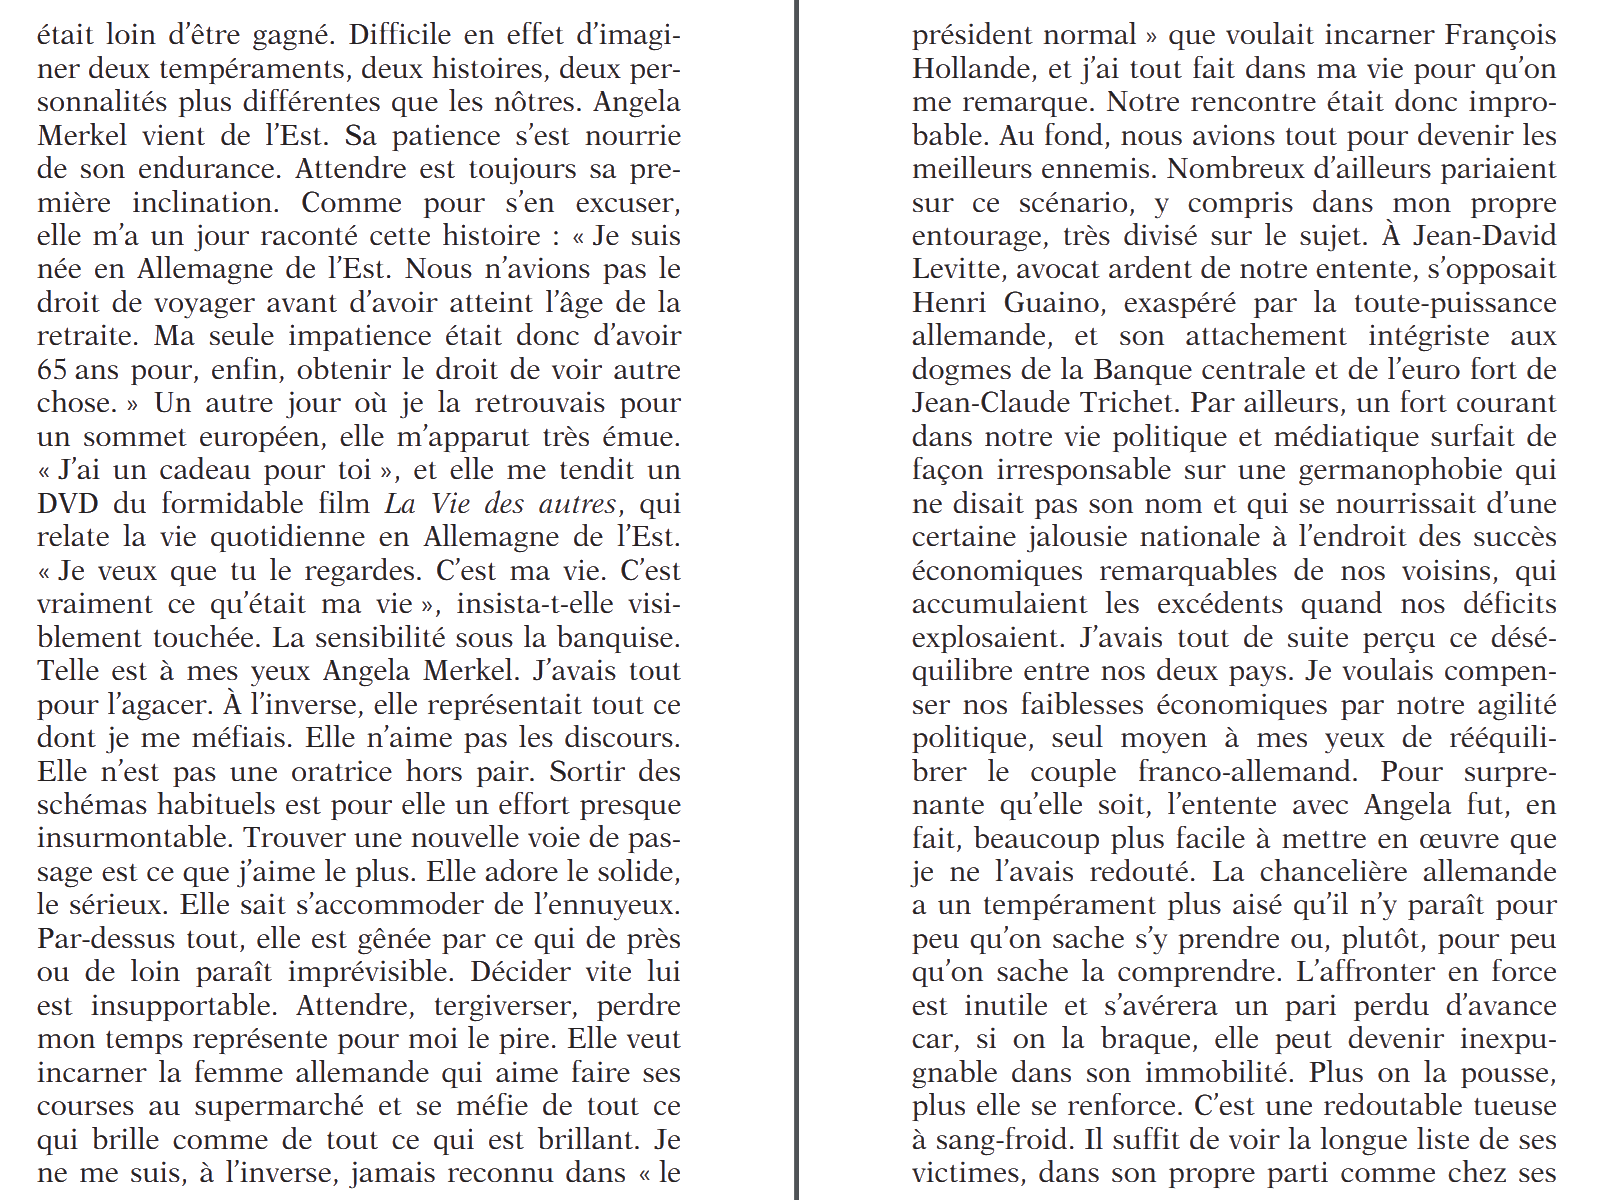 était loin d’être gagné. Difficile en effet d’imagi-
ner deux tempéraments, deux histoires, deux per-
sonnalités plus différentes que les nôtres. Angela
Merkel vient de l’Est. Sa patience s’est nourrie
de son endurance. Attendre est toujours sa pre-
mière inclination. Comme pour s’en excuser,
elle m’a un jour raconté cette histoire : « Je suis
née en Allemagne de l’Est. Nous n’avions pas le
droit de voyager avant d’avoir atteint l’âge de la
retraite. Ma seule impatience était donc d’avoir
65 ans pour, enfin, obtenir le droit de voir autre
chose. » Un autre jour où je la retrouvais pour
un sommet européen, elle m’apparut très émue.
« J’ai un cadeau pour toi », et elle me tendit un
DVD du formidable film La Vie des autres, qui
relate la vie quotidienne en Allemagne de l’Est.
« Je veux que tu le regardes. C’est ma vie. C’est
vraiment ce qu’était ma vie », insista-t-elle visi-
blement touchée. La sensibilité sous la banquise.
Telle est à mes yeux Angela Merkel. J’avais tout
pour l’agacer. À l’inverse, elle représentait tout ce
dont je me méfiais. Elle n’aime pas les discours.
Elle n’est pas une oratrice hors pair. Sortir des
schémas habituels est pour elle un effort presque
insurmontable. Trouver une nouvelle voie de pas-
sage est ce que j’aime le plus. Elle adore le solide,
le sérieux. Elle sait s’accommoder de l’ennuyeux.
Par-dessus tout, elle est gênée par ce qui de près
ou de loin paraît imprévisible. Décider vite lui
est insupportable. Attendre, tergiverser, perdre
mon temps représente pour moi le pire. Elle veut
incarner la femme allemande qui aime faire ses
courses au supermarché et se méfie de tout ce
qui brille comme de tout ce qui est brillant. Je
ne me suis, à l’inverse, jamais reconnu dans « le
président normal » que voulait incarner François
Hollande, et j’ai tout fait dans ma vie pour qu’on
me remarque. Notre rencontre était donc impro-
bable. Au fond, nous avions tout pour devenir les
meilleurs ennemis. Nombreux d’ailleurs pariaient
sur ce scénario, y compris dans mon propre
entourage, très divisé sur le sujet. À Jean-David
Levitte, avocat ardent de notre entente, s’opposait
Henri Guaino, exaspéré par la toute-puissance
allemande, et son attachement intégriste aux
dogmes de la Banque centrale et de l’euro fort de
Jean-Claude Trichet. Par ailleurs, un fort courant
dans notre vie politique et médiatique surfait de
façon irresponsable sur une germanophobie qui
ne disait pas son nom et qui se nourrissait d’une
certaine jalousie nationale à l’endroit des succès
économiques remarquables de nos voisins, qui
accumulaient les excédents quand nos déficits
explosaient. J’avais tout de suite perçu ce désé-
quilibre entre nos deux pays. Je voulais compen-
ser nos faiblesses économiques par notre agilité
politique, seul moyen à mes yeux de rééquili-
brer le couple franco-allemand. Pour surpre-
nante qu’elle soit, l’entente avec Angela fut, en
fait, beaucoup plus facile à mettre en œuvre que
je ne l’avais redouté. La chancelière allemande
a un tempérament plus aisé qu’il n’y paraît pour
peu qu’on sache s’y prendre ou, plutôt, pour peu
qu’on sache la comprendre. L’affronter en force
est inutile et s’avérera un pari perdu d’avance
car, si on la braque, elle peut devenir inexpu-
gnable dans son immobilité. Plus on la pousse,
plus elle se renforce. C’est une redoutable tueuse
à sang-froid. Il suffit de voir la longue liste de ses
victimes, dans son propre parti comme chez ses